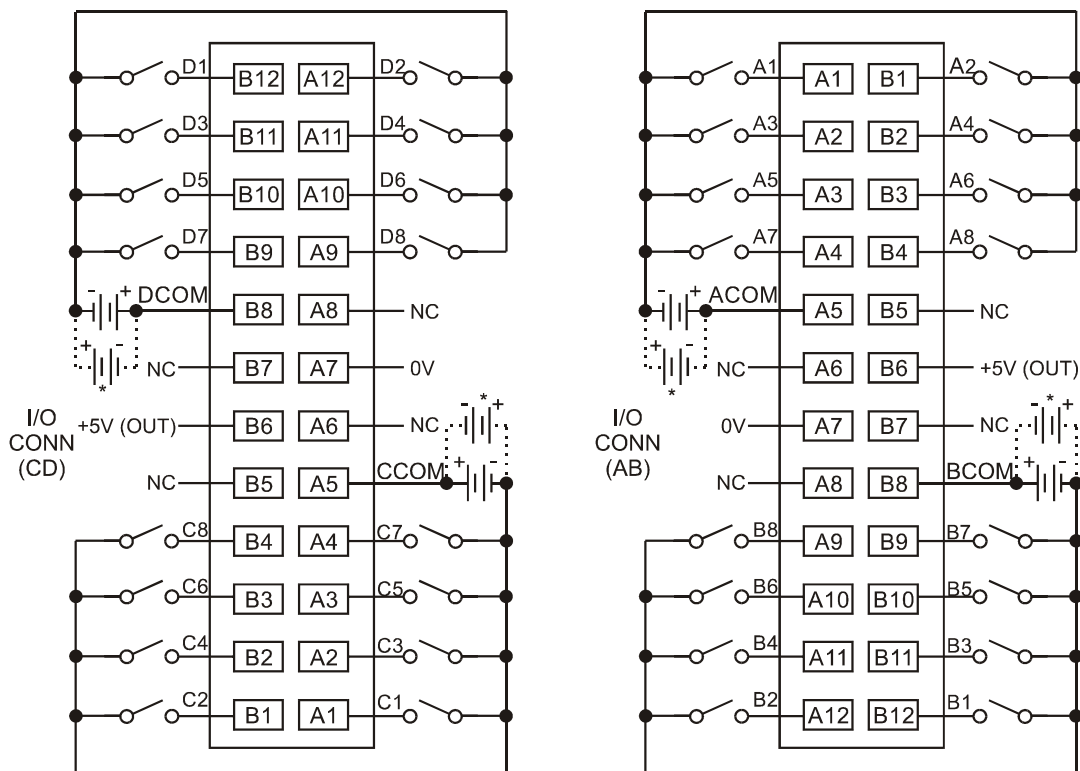 D1 B12 A12 D2
D3 B11 A11 D4
D5 B10 A10 D6
D7 B9 A9 D8
- + DCOM B8 A8 NC
+ - * NC B7 A7 0V
I/O CONN (CD) +5V (OUT) B6 A6 NC - * +
NC B5 A5 CCOM + -
C8 B4 A4 C7
C6 B3 A3 C5
C4 B2 A2 C3
C2 B1 A1 C1
A1 A1 B1 A2
A3 A2 B2 A4
A5 A3 B3 A6
A7 A4 B4 A8
- + ACOM A5 B5 NC
+ - * NC A6 B6 +5V (OUT)
I/O CONN (AB) 0V A7 B7 NC - * +
NC A8 B8 BCOM + -
B8 A9 B9 B7
B6 A10 B10 B5
B4 A11 B11 B3
B2 A12 B12 B1